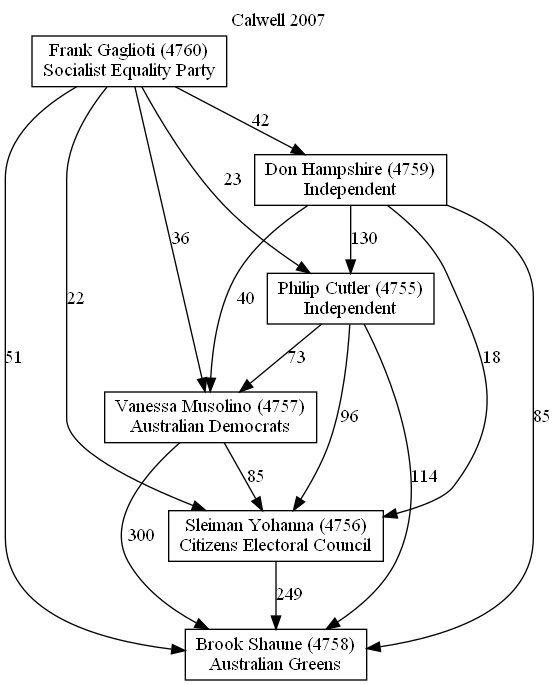 Calwell 2007
Frank Gaglioti (4760)
Socialist Equality Party
42
Don Hampshire (4759)
Independent
23
36
130
40
Philip Cutler (4755)
Independent
22
51
73
18
85
Vanessa Musolino (4757)
Australian Democrats
96
85
114
300
Sleiman Yohanna (4756)
Citizens Electoral Council
249
Brook Shaune (4758)
Australian Greens